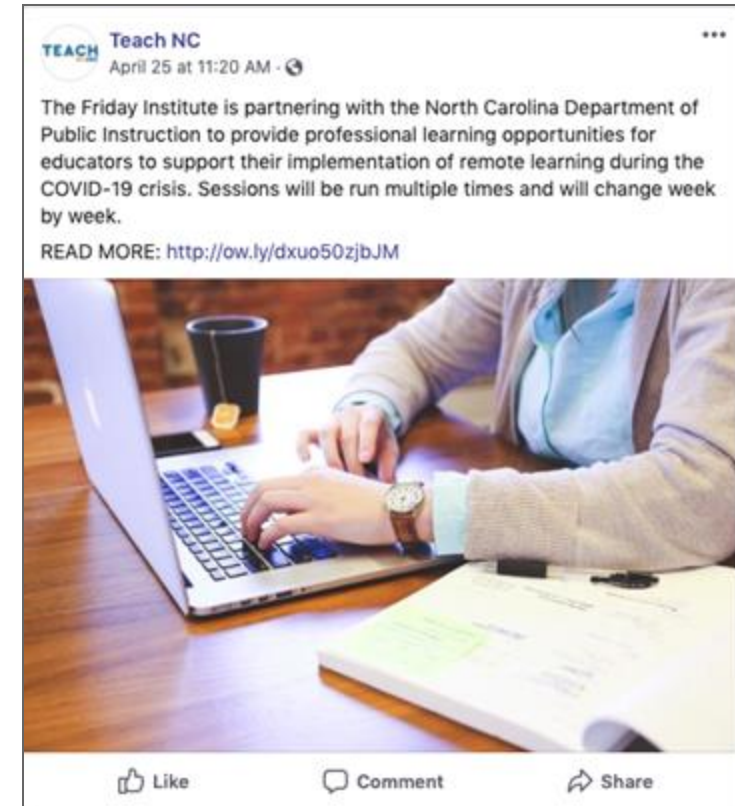 TEACH
Teach NC
April 25 at 11:20 AM ·
The Friday Institute is partnering with the North Carolina Department of
Public Instruction to provide professional learning opportunities for
educators to support their implementation of remote learning during the
COVID-19 crisis. Sessions will be run multiple times and will change week
by week.
READ MORE: http://ow.ly/dxuo50zjbJM
Like
Comment
Share